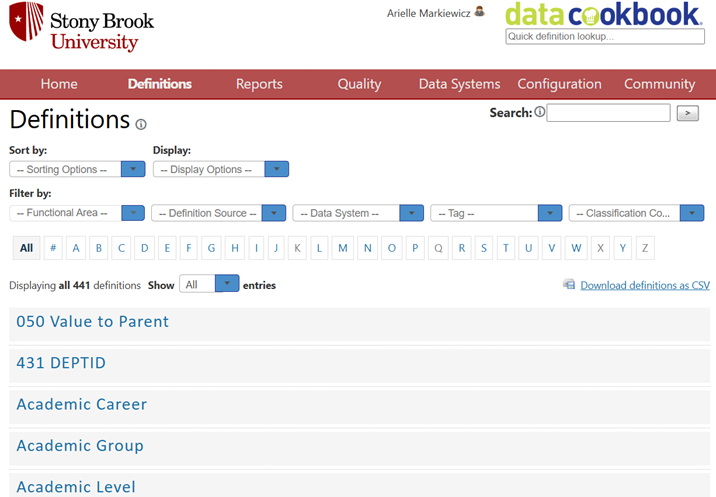 Stony Brook
University
Arielle Markiewicz
data cookbook.
Quick definition lookup...
Home Definitions Reports Quality Data Systems Configuration Community
Definitions
Search: >
Sort by: Display:
-- Sorting Options -- -- Display Options --
Filter by:
-- Functional Area -- -- Definition Source -- -- Data System -- -- Tag -- -- Classification Co...
All # A B C D E F G H I J K L M N O P Q R S T U V W X Y Z
Displaying all 441 definitions Show All entries Download definitions as CSV
050 Value to Parent
431 DEPTID
Academic Career
Academic Group
Academic Level